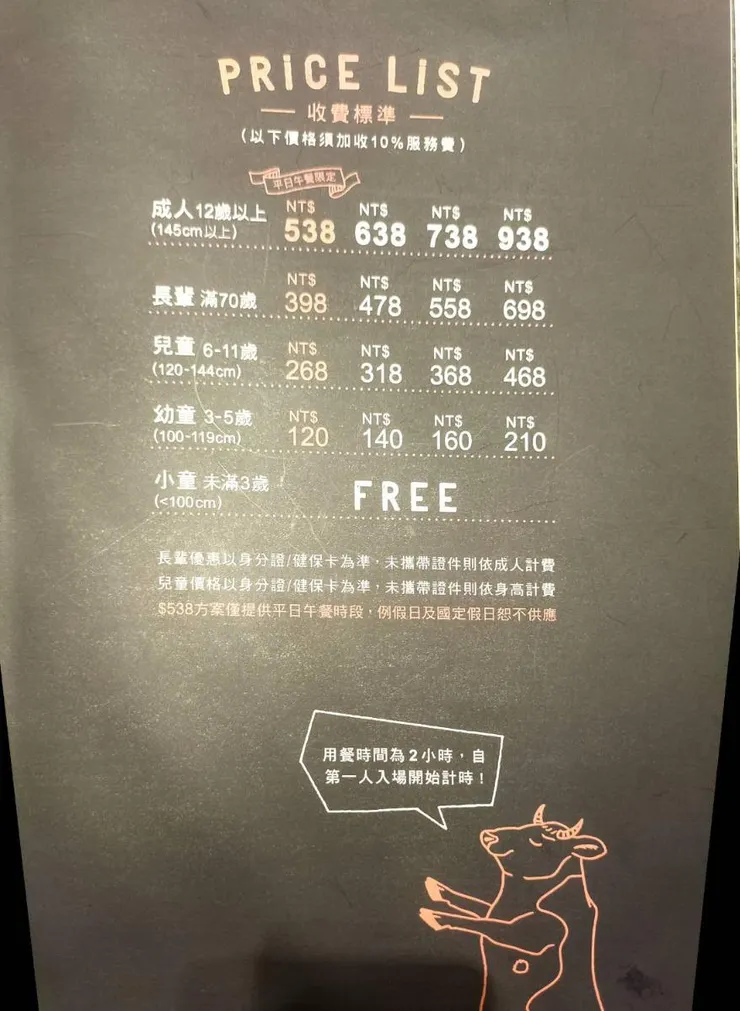 PRICE LIST
收費標準
(以下價格須加收10%服務費)
平日午餐限定
成人12歲以上 NT$ NT$ NT$ NT$
(145cm以上) 538 638 738 938
長輩 滿70歲 NT$ NT$ NT$ NT$
398 478 558 698
兒童 6-11歲 NT$ NT$ NT$ NT$
(120-144cm) 268 318 368 468
幼童 3-5歲 NT$ NT$ NT$ NT$
(100-119cm) 120 140 160 210
小童 未滿3歲 FREE
(<100cm)
長輩優惠以身分證/健保卡為準,未攜帶證件則依成人計費
兒童價格以身分證/健保卡為準,未攜帶證件則依身高計費
$538方案僅提供平日午餐時段,例假日及國定假日恕不供應
用餐時間為2小時,自
第一人入場開始計時!